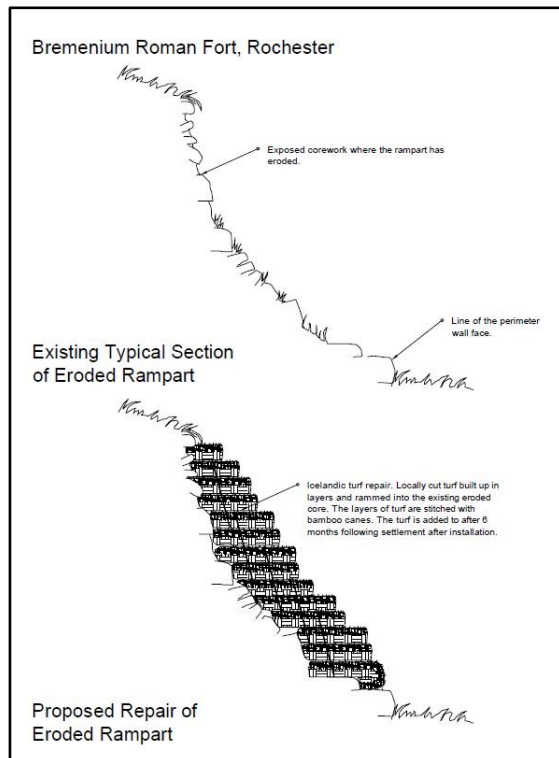 Bremenium Roman Fort, Rochester
Exposed corework where the rampart has
eroded.
Line of the perimeter
wall face.
Existing Typical Section
of Eroded Rampart
Icelandic turf repair. Locally cut turf built up in
layers and rammed into the existing eroded
core. The layers of turf are stitched with
bamboo canes. The turf is added to after 6
months following settlement after installation.
Proposed Repair of
Eroded Rampart